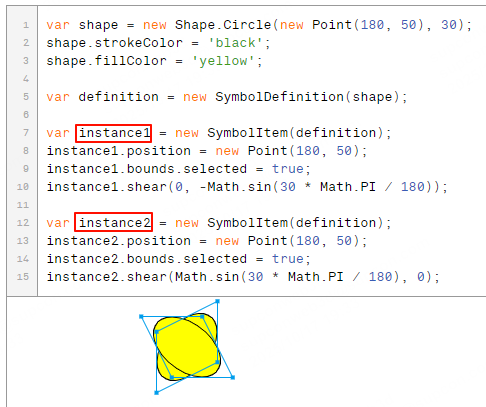 1 var shape = new Shape.Circle(new Point(180, 50), 30);
2 shape.strokeColor = 'black';
3 shape.fillColor = 'yellow';
4
5 var definition = new SymbolDefinition(shape);
6
7 var instance1 = new SymbolItem(definition);
8 instance1.position = new Point(180, 50);
9 instance1.bounds.selected = true;
10 instance1.shear(0, -Math.sin(30 * Math.PI / 180));
11
12 var instance2 = new SymbolItem(definition);
13 instance2.position = new Point(180, 50);
14 instance2.bounds.selected = true;
15 instance2.shear(Math.sin(30 * Math.PI / 180), 0);